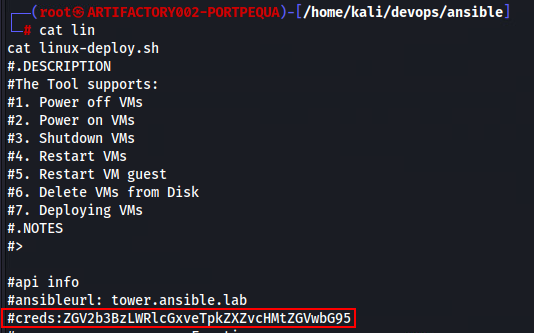 ┌──(root㉿ARTIFACTORY002-PORTPEQUA)-[/home/kali/devops/ansible]
└─# cat lin
cat linux-deploy.sh
#.DESCRIPTION
#The Tool supports:
#1. Power off VMs
#2. Power on VMs
#3. Shutdown VMs
#4. Restart VMs
#5. Restart VM guest
#6. Delete VMs from Disk
#7. Deploying VMs
#.NOTES
#>
#api info
#ansibleurl: tower.ansible.lab
#creds:ZGV2b3BzLWRlcGxveTpkZXZvcHMtZGVwbG95